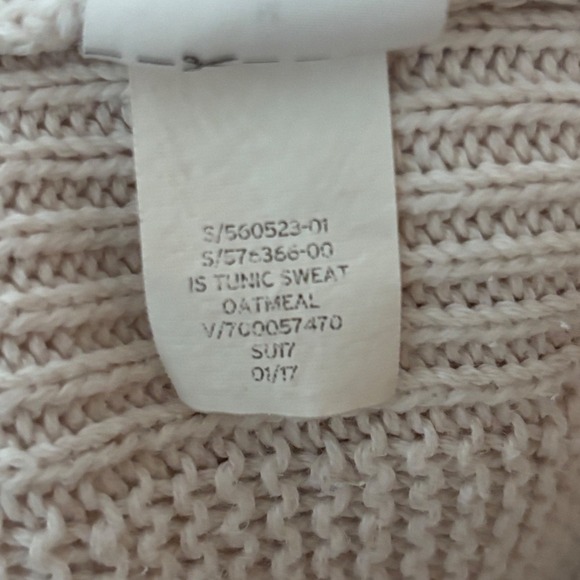 S/560523-01
S/576366-00
IS TUNIC SWEAT
OATMEAL
V/700057470
SU17
01/17